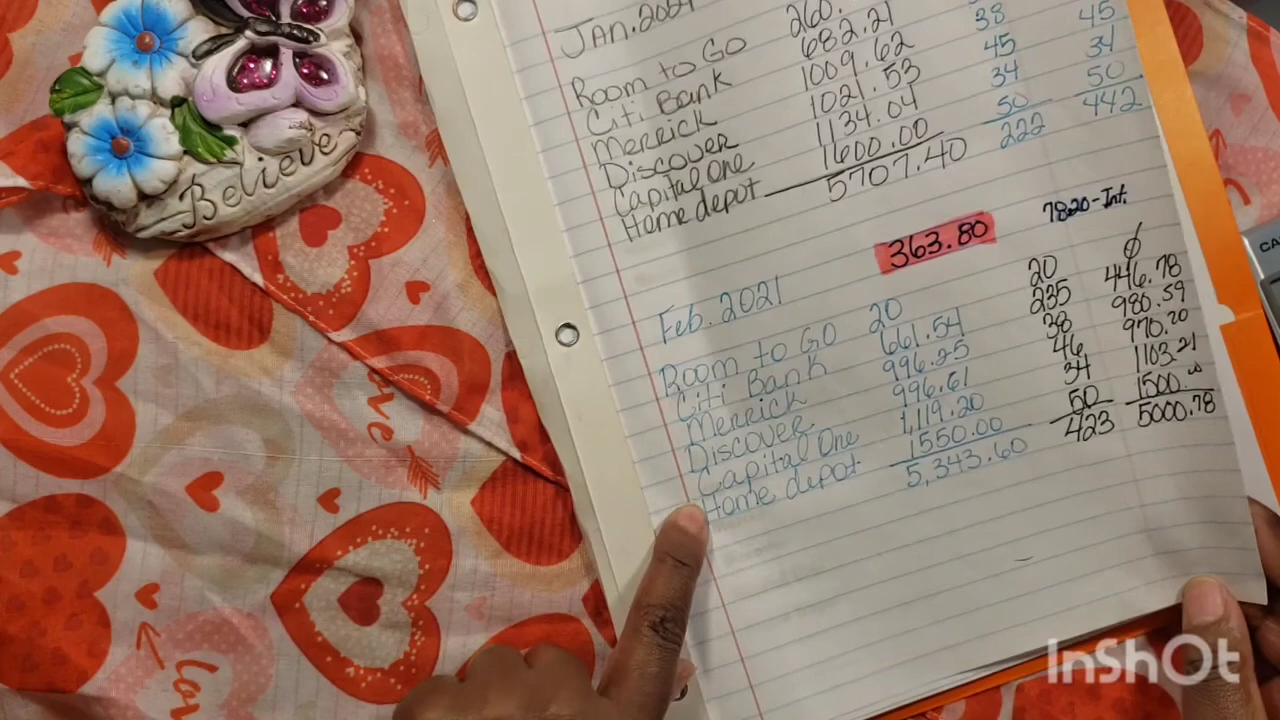 Believe
JAN. 2021
Room to Go 260. 38 45
Citi Bank 682.21 45 34
Merrick 1009.62 34 50
Discover 1021.53 50 442
Capital One 1134.04 222
Home depot 1600.00
5707.40
363.80 7820-Int.
Feb. 2021
Room to Go 20 20 ∅
Citi Bank 661.54 235 446.78
Merrick 996.25 38 980.59
Discover 996.61 46 970.20
Capital One 1,119.20 34 1103.21
Home depot 1550.00 50 1500.00
5,343.60 423 5000.78
Love
Lov
CA
InShOt